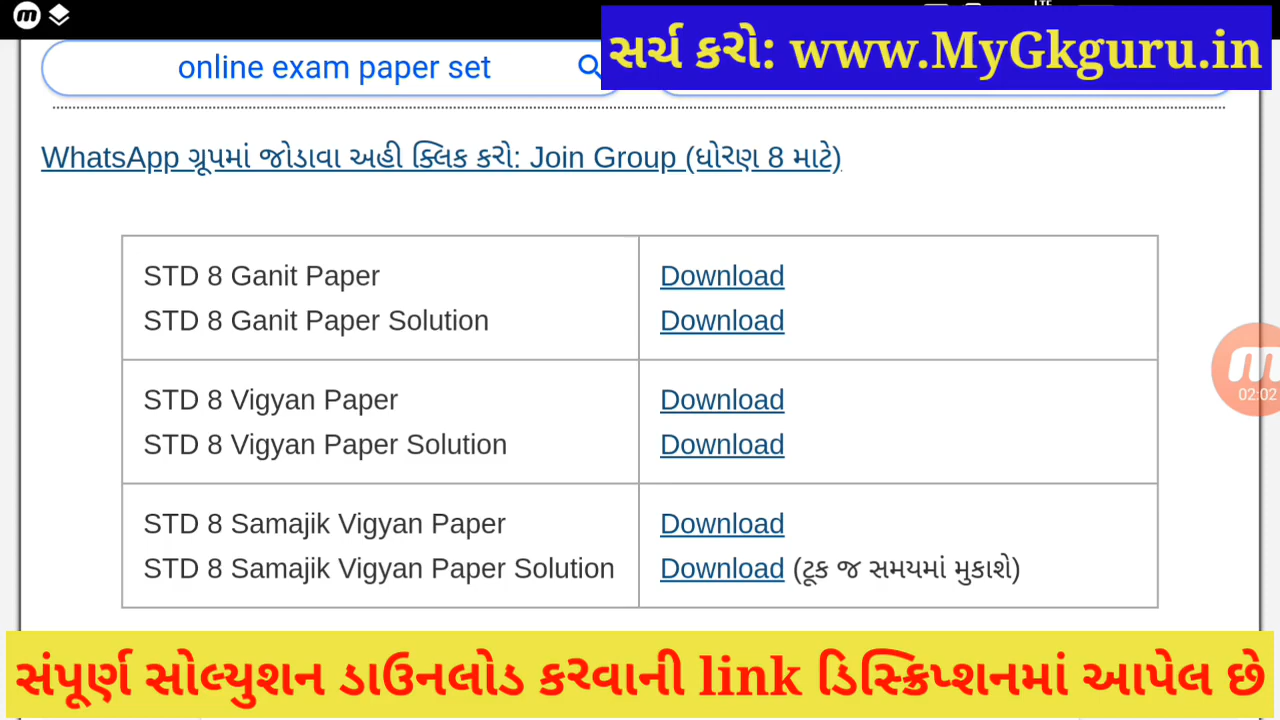 LTE
online exam paper set
સર્ચ કરો: www.MyGkguru.in
WhatsApp ગ્રૂપમાં જોડાવા અહી ક્લિક કરો: Join Group (ધોરણ 8 માટે)
STD 8 Ganit Paper Download
STD 8 Ganit Paper Solution Download
STD 8 Vigyan Paper Download
STD 8 Vigyan Paper Solution Download
02:02
STD 8 Samajik Vigyan Paper Download
STD 8 Samajik Vigyan Paper Solution Download (ટૂક જ સમયમાં મુકાશે)
સંપૂર્ણ સોલ્યુશન ડાઉનલોડ કરવાની link ડિસ્ક્રિપ્શનમાં આપેલ છે